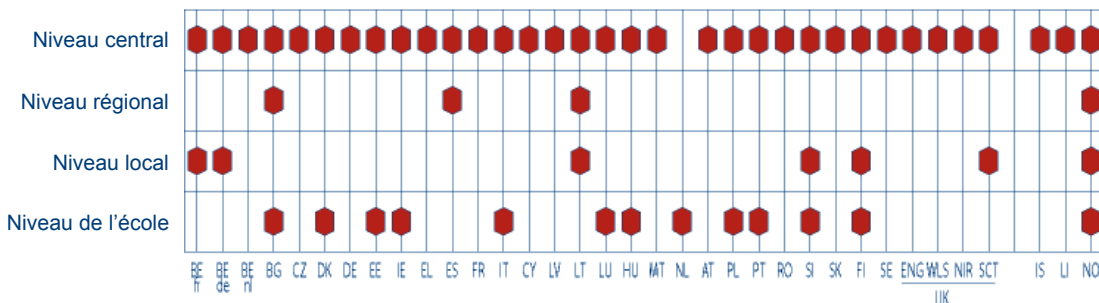 Niveau central
Niveau régional
Niveau local
Niveau de l'école
BE fr BE de BE nl BG CZ DK DE EE IE EL ES FR IT CY LV LT LU HU MT NL AT PL PT RO SI SK FI SE ENG WLS NIR SCT IS LI NO
UK